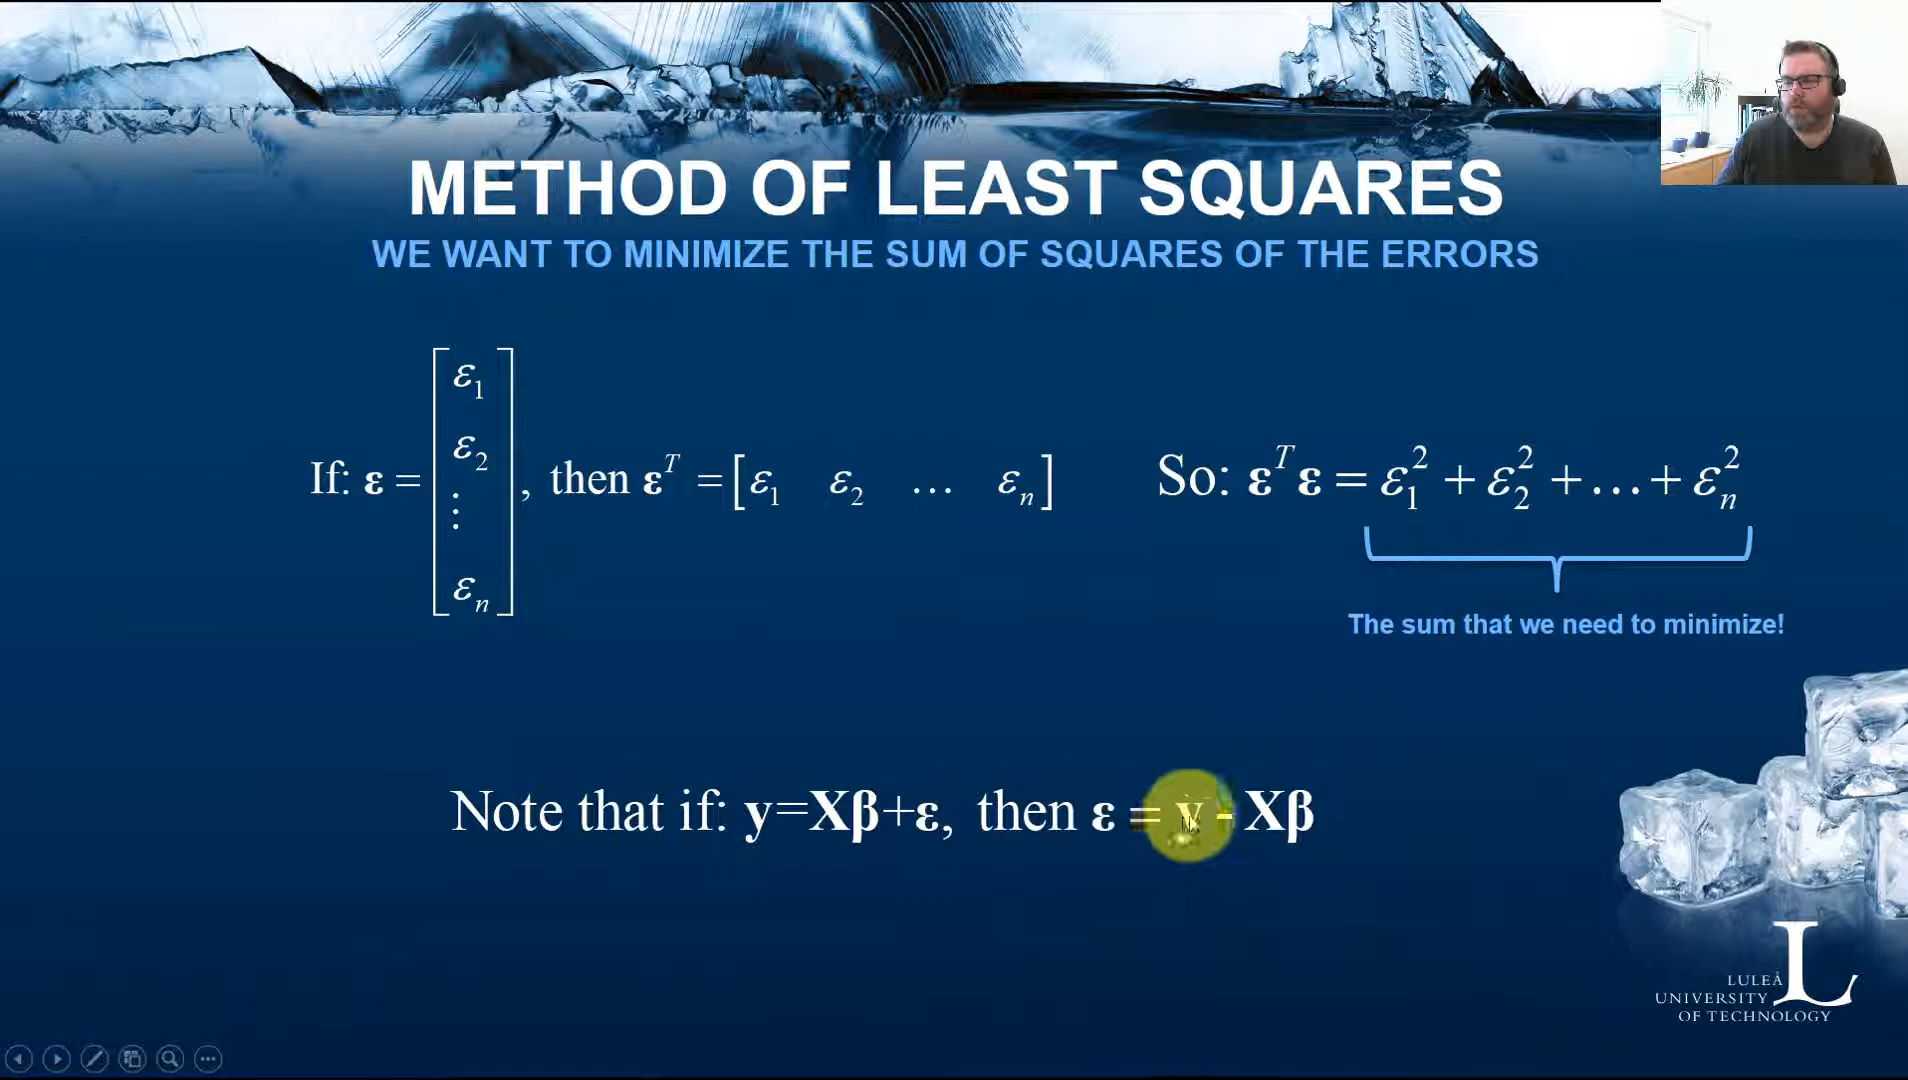 METHOD OF LEAST SQUARES
WE WANT TO MINIMIZE THE SUM OF SQUARES OF THE ERRORS
If: ε = [ε₁ ε₂ ⋮ εₙ], then εᵀ = [ε₁ ε₂ … εₙ]
So: εᵀε = ε₁² + ε₂² + … + εₙ²
The sum that we need to minimize!
Note that if: y=Xβ+ε, then ε = y - Xβ
LULEÅ
UNIVERSITY
OF TECHNOLOGY